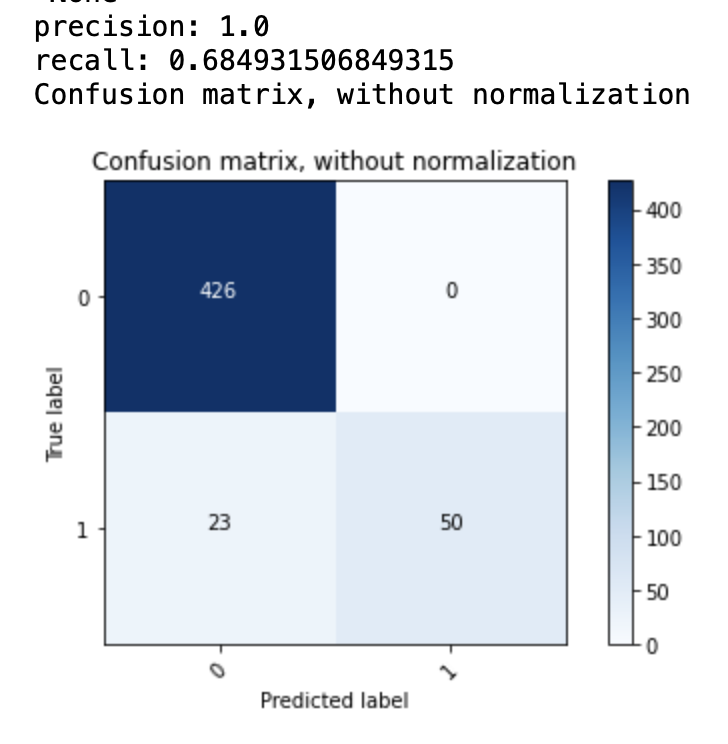 None
precision: 1.0
recall: 0.684931506849315
Confusion matrix, without normalization
Confusion matrix, without normalization
426
0
0
True label
1
23
50
0
1
Predicted label
400
350
300
250
200
150
100
50
0